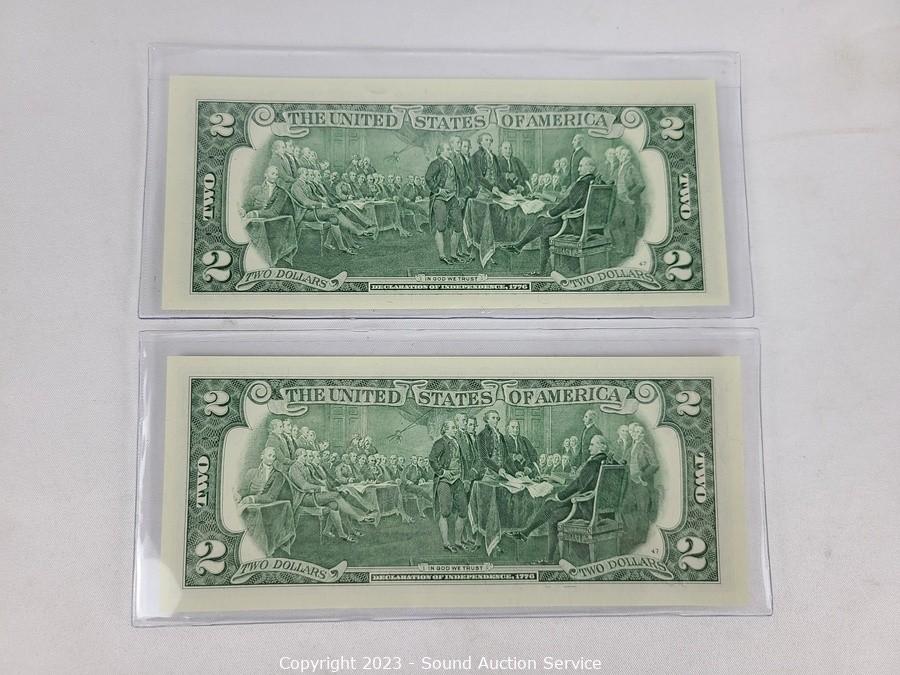 THE UNITED STATES OF AMERICA
2 2
TWO TWO
2 2
TWO DOLLARS IN GOD WE TRUST TWO DOLLARS
47
DECLARATION OF INDEPENDENCE, 1776
THE UNITED STATES OF AMERICA
2 2
TWO TWO
2 2
TWO DOLLARS IN GOD WE TRUST TWO DOLLARS
47
DECLARATION OF INDEPENDENCE, 1776
Copyright 2023 - Sound Auction Service